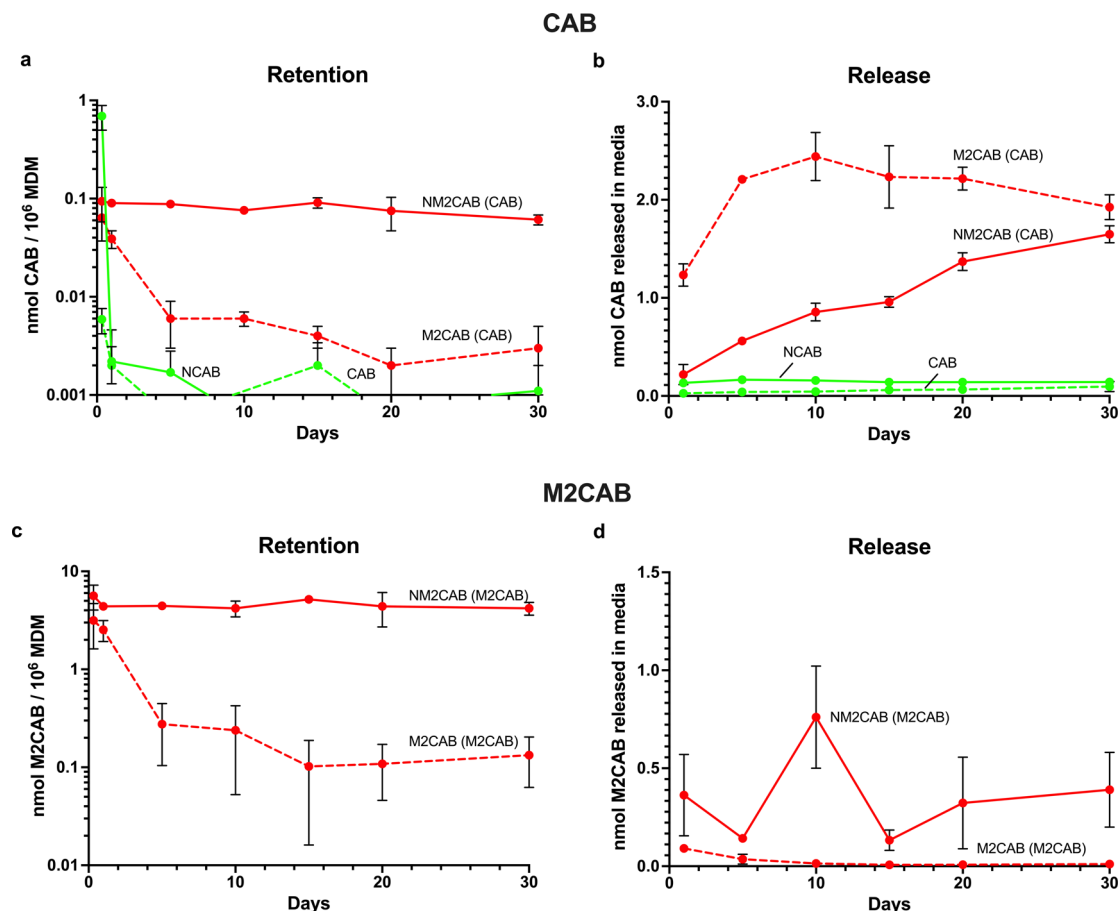 CAB
a
Retention
nmol CAB / 10⁶ MDM
1
0.1
0.01
0.001
NM2CAB (CAB)
M2CAB (CAB)
NCAB
CAB
0
10
20
30
Days
b
Release
nmol CAB released in media
3.0
2.0
1.0
0.0
M2CAB (CAB)
NM2CAB (CAB)
NCAB
CAB
0
10
20
30
Days
M2CAB
c
Retention
nmol M2CAB / 10⁶ MDM
10
1
0.1
0.01
NM2CAB (M2CAB)
M2CAB (M2CAB)
0
10
20
30
Days
d
Release
nmol M2CAB released in media
1.5
1.0
0.5
0.0
NM2CAB (M2CAB)
M2CAB (M2CAB)
0
10
20
30
Days